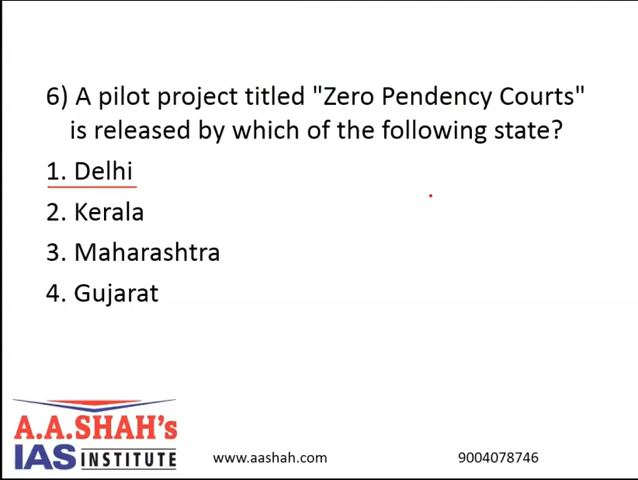 6) A pilot project titled "Zero Pendency Courts"
is released by which of the following state?
1. Delhi
2. Kerala
3. Maharashtra
4. Gujarat
A.A.SHAH's
IAS INSTITUTE
www.aashah.com
9004078746